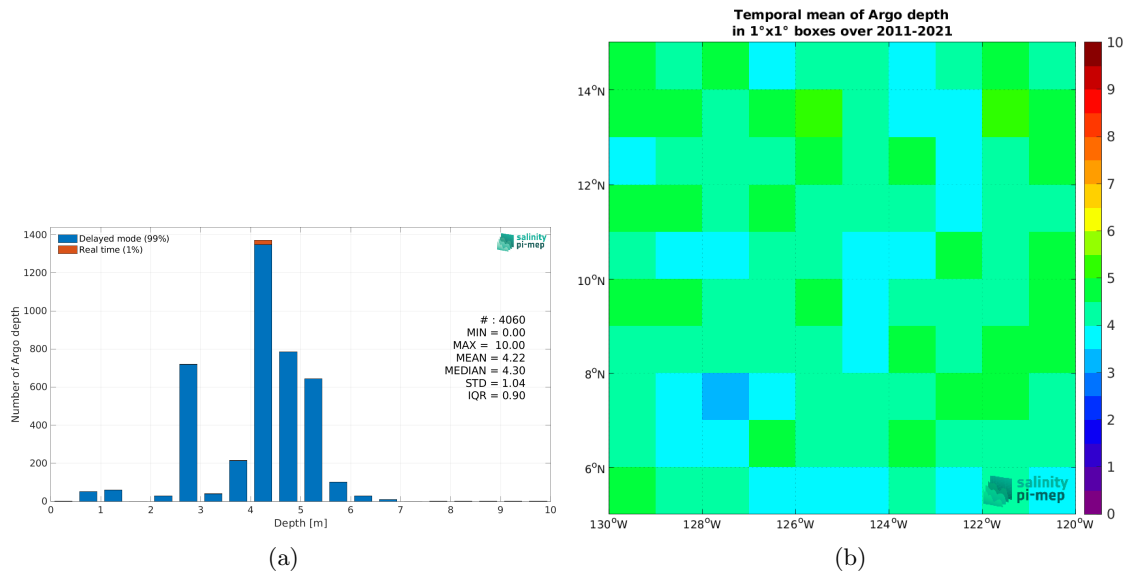 Delayed mode (99%)
Real time (1%)
salinity
pi-mep
1400
1200
1000
800
600
400
200
0
Number of Argo depth
# : 4060
MIN = 0.00
MAX =  10.00
MEAN = 4.22
MEDIAN = 4.30
STD = 1.04
IQR = 0.90
0 1 2 3 4 5 6 7 8 9 10
Depth [m]
(a)
Temporal mean of Argo depth
in 1°x1° boxes over 2011-2021
14°N
12°N
10°N
8°N
6°N
130°W 128°W 126°W 124°W 122°W 120°W
salinity
pi-mep
10
9
8
7
6
5
4
3
2
1
0
(b)